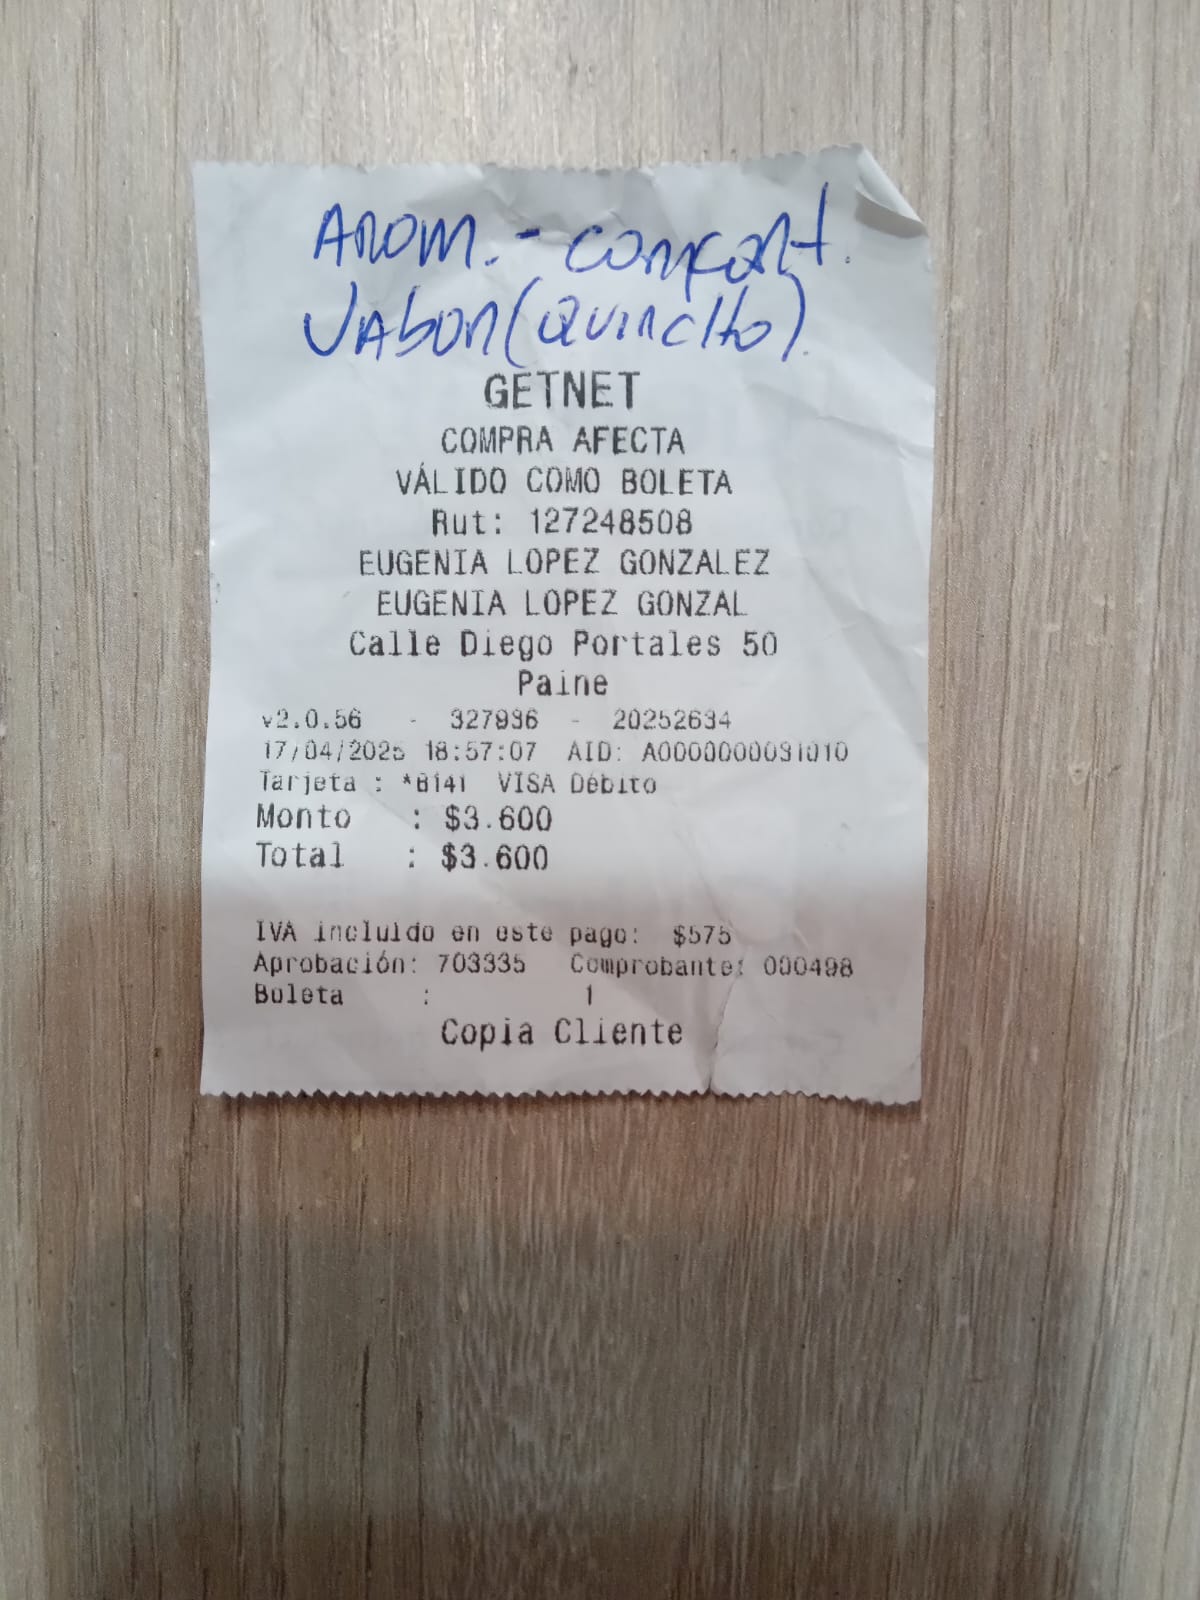 AROM. - CONFORT.
JABON (QUINCHO).
GETNET
COMPRA AFECTA
VÁLIDO COMO BOLETA
Rut: 127248508
EUGENIA LOPEZ GONZALEZ
EUGENIA LOPEZ GONZAL
Calle Diego Portales 50
Paine
v2.0.56 - 327936 - 20252634
17/04/2025 18:57:07 AID: A0000000031010
Tarjeta : *8141 VISA Débito
Monto : $3.600
Total : $3.600
IVA incluido en este pago: $575
Aprobación: 703335 Comprobante: 000498
Boleta : 1
Copia Cliente